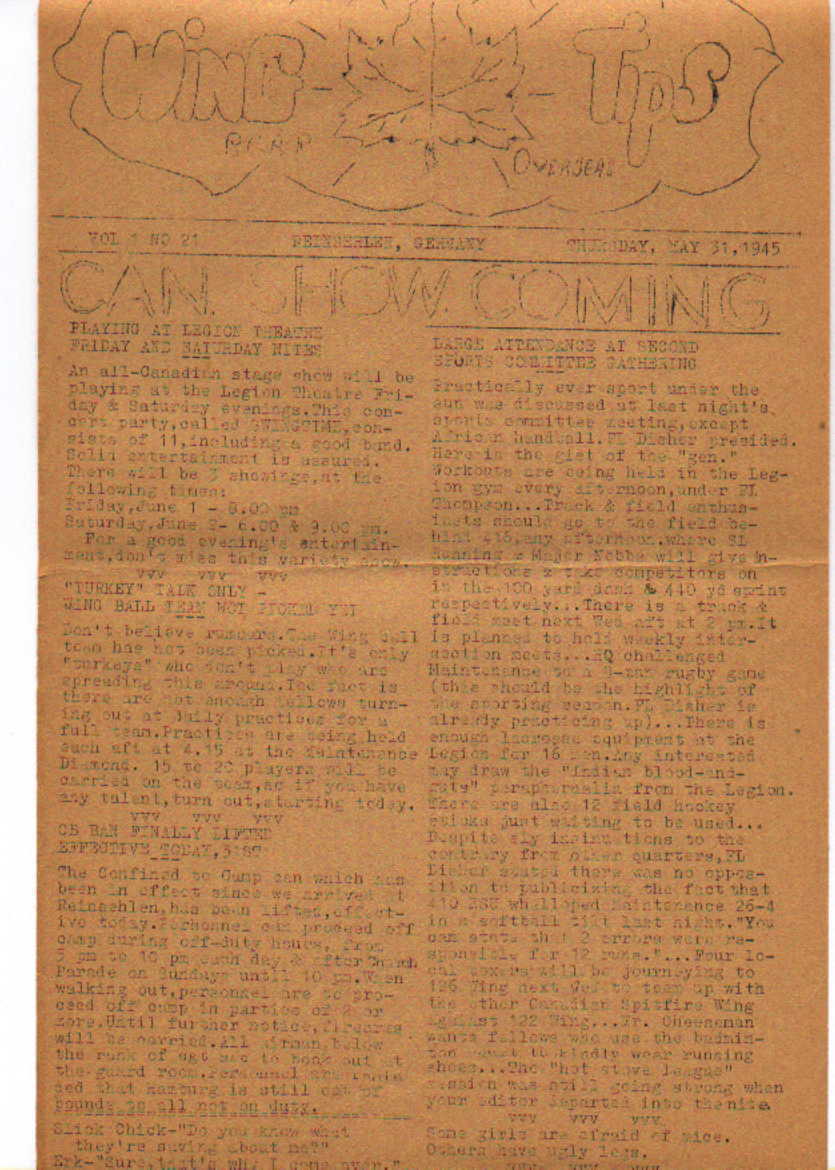 WING TIPS
RCAF OVERSEAS
VOL 1 NO 21 REINSEHLEN, GERMANY THURSDAY, MAY 31,1945
CAN. SHOW COMING
PLAYING AT LEGION THEATRE
FRIDAY AND SATURDAY NITES
An all-Canadian stage show will be
playing at the Legion Theatre Fri-
day & Saturday evenings.This con-
cert party,called SWINGTIME,con-
sists of 11,including a good band.
Solid entertainment is assured.
There will be 3 showings,at the
following times:
Friday,June 1 - 8.00 pm
Saturday,June 2- 6.00 & 9.00 pm.
For a good evening's entertain-
ment,don't miss this variety show.
vvv vvv vvv
"TURKEY" TALK ONLY -
WING BALL TEAM NOT PICKED YET
Don't believe rumours.The Wing Ball
team has not been picked.It's only
"turkeys" who don't play who are
spreading this around.The fact is
there are not enough fellows turn-
ing out at daily practices for a
full team.Practices are being held
each aft at 4.15 at the Maintenance
Diamond. 15 to 20 players will be
carried on the team,so if you have
any talent,turn out,starting today.
vvv vvv vvv
CB BAN FINALLY LIFTED
EFFECTIVE TODAY,
The Confined to Camp ban which has
been in effect since we arrived at
Reinsehlen,has been lifted,effect-
ive today.Personnel can proceed off
camp during off-duty hours, from
5 pm to 10 pm each day & after Church
Parade on Sundays until 10 pm.When
walking out,personnel are to pro-
ceed off camp in parties of 2 or
more.Until further notice,firearms
will be carried.All airmen,below
the rank of sgt are to book out at
the guard room.Personnel are
ded that Hamburg is still out of
bounds to all not on duty.
Slick Chick-"Do you know what
they're saying about me?"
Erk-"Sure,that's why I come over."
LARGE ATTENDANCE AT SECOND
SPORTS COMMITTEE GATHERING
Practically ever sport under the
sun was discussed at last night's
sports committee meeting,except
African handball.FL Disher presided.
Here is the gist of the "gen."
Workouts are being held in the Leg-
ion gym every afternoon,under FL
Thompson...Track & field enthus-
iasts should go to the field be-
hind 416,any afternoon,where SL
Manning & Major Nebbs will give in-
structions & take competitors on
in the 100 yard dash & 440 yd sprint
respectively...There is a track &
field meet next Wed aft at 2 pm.It
is planned to hold weekly inter-
section meets...HQ challenged
Maintenance to a rugby game
(this should be the highlight of
the sporting season.FL Disher is
already practicing up)...There is
enough lacrosse equipment at the
Legion for 16 men.Any interested
may draw the "indian blood-and-
guts" paraphernalia from the Legion.
There are also 12 field hockey
sticks just waiting to be used...
Despite sly insinuations to the
contrary from other quarters,FL
Disher stated there was no oppos-
ition to publicizing the fact that
410 RSU whalloped Maintenance 26-4
in a softball tilt last night."You
can state that 2 errors were re-
sponsible for 12 runs."...Four lo-
cal boxers will be journeying to
126 Wing next Wed to team up with
the other Canadian Spitfire Wing
against 122 Wing...Mr. Cheeseman
wants fellows who use the badmin-
ton court to kindly wear running
shoes...The "hot stove league"
session was still going strong when
your editor departed into the nite.
vvv vvv vvv
Some girls are afraid of mice.
Others have ugly legs.
vvv vvv vvv